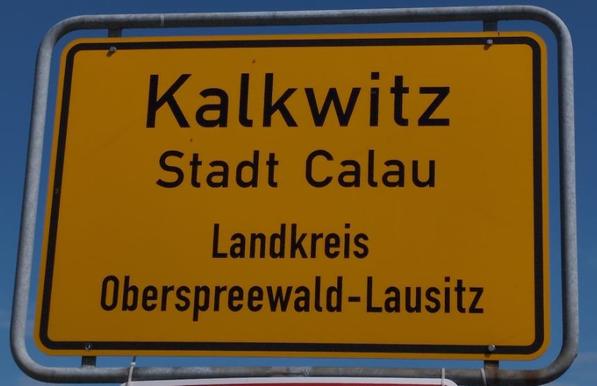 Kalkwitz
Stadt Calau
Landkreis
Oberspreewald-Lausitz